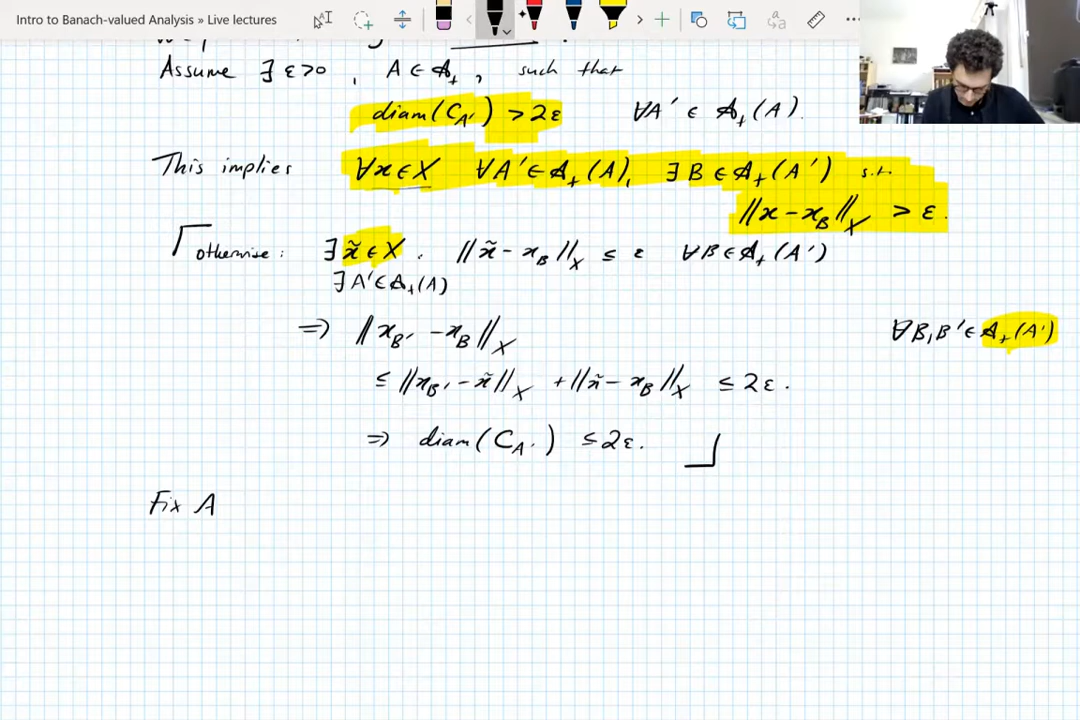 Intro to Banach-valued Analysis » Live lectures
Assume ∃ ε>0 , A ∈ 𝒜₊ , such that
diam(C_A') > 2ε ∀A' ∈ 𝒜₊(A).
This implies ∀x∈X ∀A'∈𝒜₊(A), ∃ B∈𝒜₊(A') s.t.
‖x-x_B‖_X > ε.
otherwise: ∃ x̃∈X. ‖x̃-x_B‖_X ≤ ε ∀B∈𝒜₊(A')
∃ A'∈𝒜₊(A)
⇒ ‖x_B' - x_B‖_X ∀B,B'∈𝒜₊(A')
≤ ‖x_B' - x̃‖_X + ‖x̃ - x_B‖_X ≤ 2ε.
⇒ diam(C_A') ≤ 2ε.
Fix A